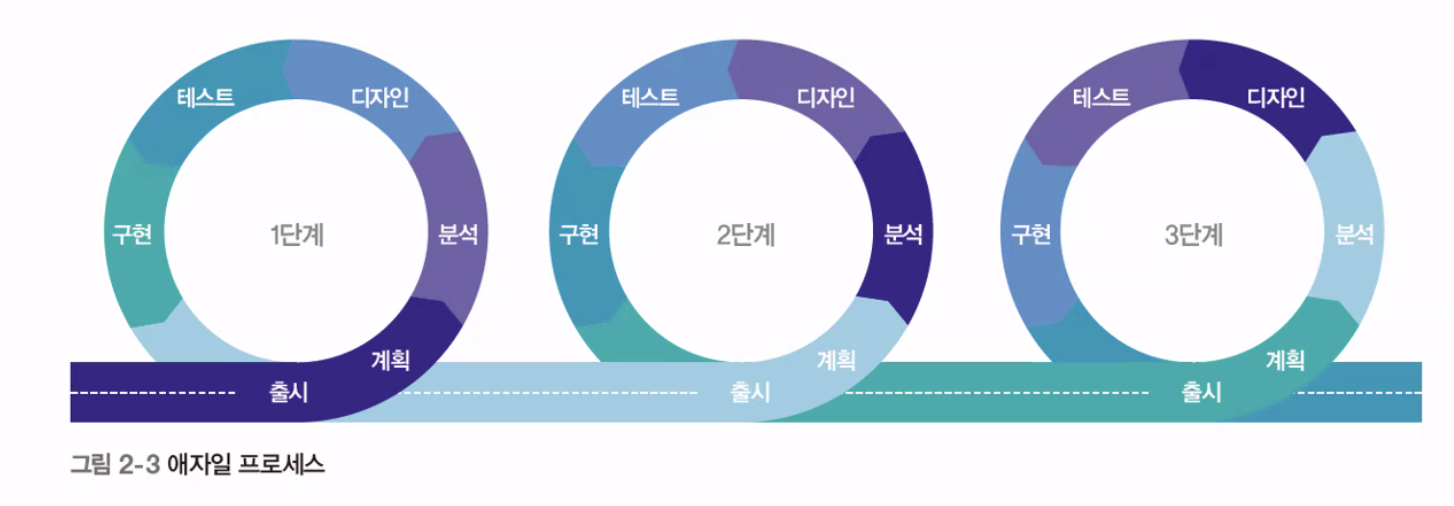 테스트 디자인 테스트 디자인 테스트 디자인
구현 1단계 분석 구현 2단계 분석 구현 3단계 분석
계획 계획 계획
출시 출시 출시
그림 2-3 애자일 프로세스